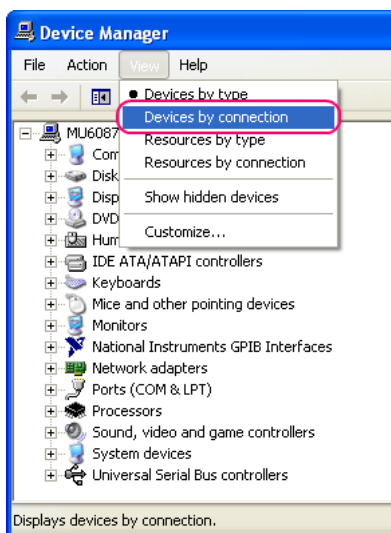 Device Manager
File Action View Help
Devices by type
Devices by connection
Resources by type
Resources by connection
Show hidden devices
Customize...
MU6087
Com
Disk
Disp
DVD
Hum
IDE ATA/ATAPI controllers
Keyboards
Mice and other pointing devices
Monitors
National Instruments GPIB Interfaces
Network adapters
Ports (COM & LPT)
Processors
Sound, video and game controllers
System devices
Universal Serial Bus controllers
Displays devices by connection.